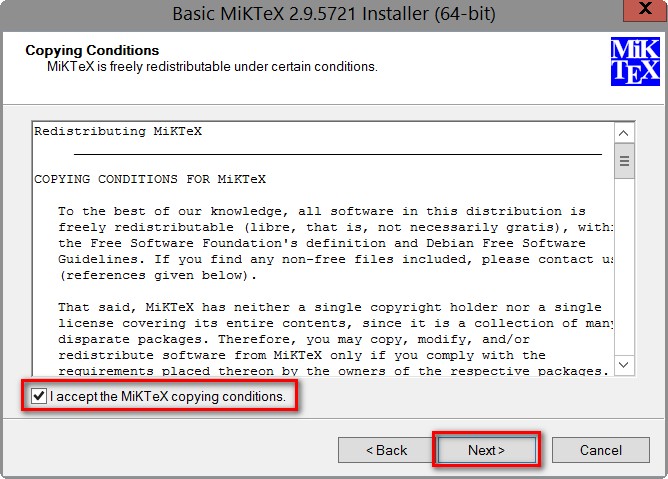 Basic MiKTeX 2.9.5721 Installer (64-bit)
X
Copying Conditions
MiKTeX is freely redistributable under certain conditions.
MiK
TEX
Redistributing MiKTeX
COPYING CONDITIONS FOR MiKTeX
To the best of our knowledge, all software in this distribution is
freely redistributable (libre, that is, not necessarily gratis), with
the Free Software Foundation's definition and Debian Free Software
Guidelines. If you find any non-free files included, please contact
(references given below).
That said, MiKTeX has neither a single copyright holder nor a single
license covering its entire contents, since it is a collection of many
disparate packages. Therefore, you may copy, modify, and/or
redistribute software from MiKTeX only if you comply with the
requirements placed thereon by the owners of the respective packages.
I accept the MiKTeX copying conditions.
< Back
Next >
Cancel